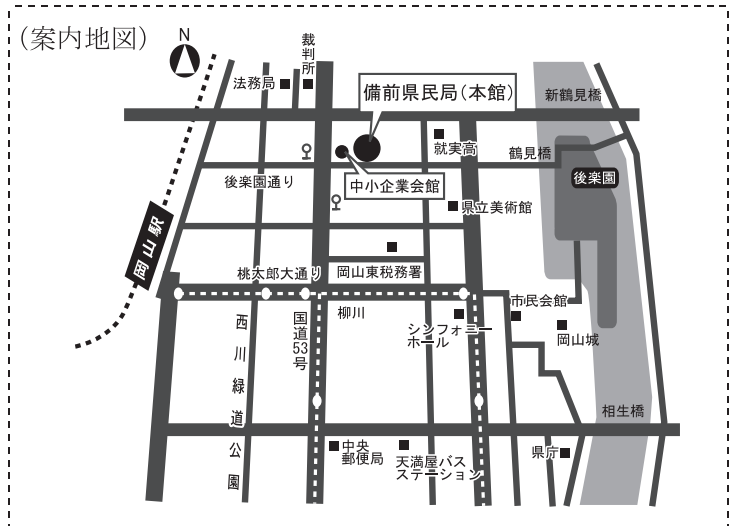 （案内地図）
N
裁判所
法務局
備前県民局（本館）
新鶴見橋
就実高
鶴見橋
後楽園通り
中小企業会館
後楽園
県立美術館
岡山駅
桃太郎大通り
岡山東税務署
市民会館
西川緑道公園
国道53号
柳川
シンフォニー
ホール
岡山城
相生橋
中央
郵便局
天満屋バス
ステーション
県庁